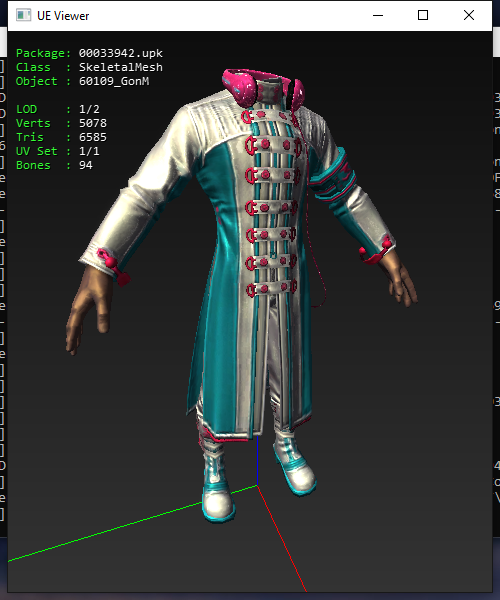 UE Viewer
Package: 00033942.upk
Class  : SkeletalMesh
Object : 60109_GonM
LOD    : 1/2
Verts  : 5078
Tris   : 6585
UV Set : 1/1
Bones  : 94